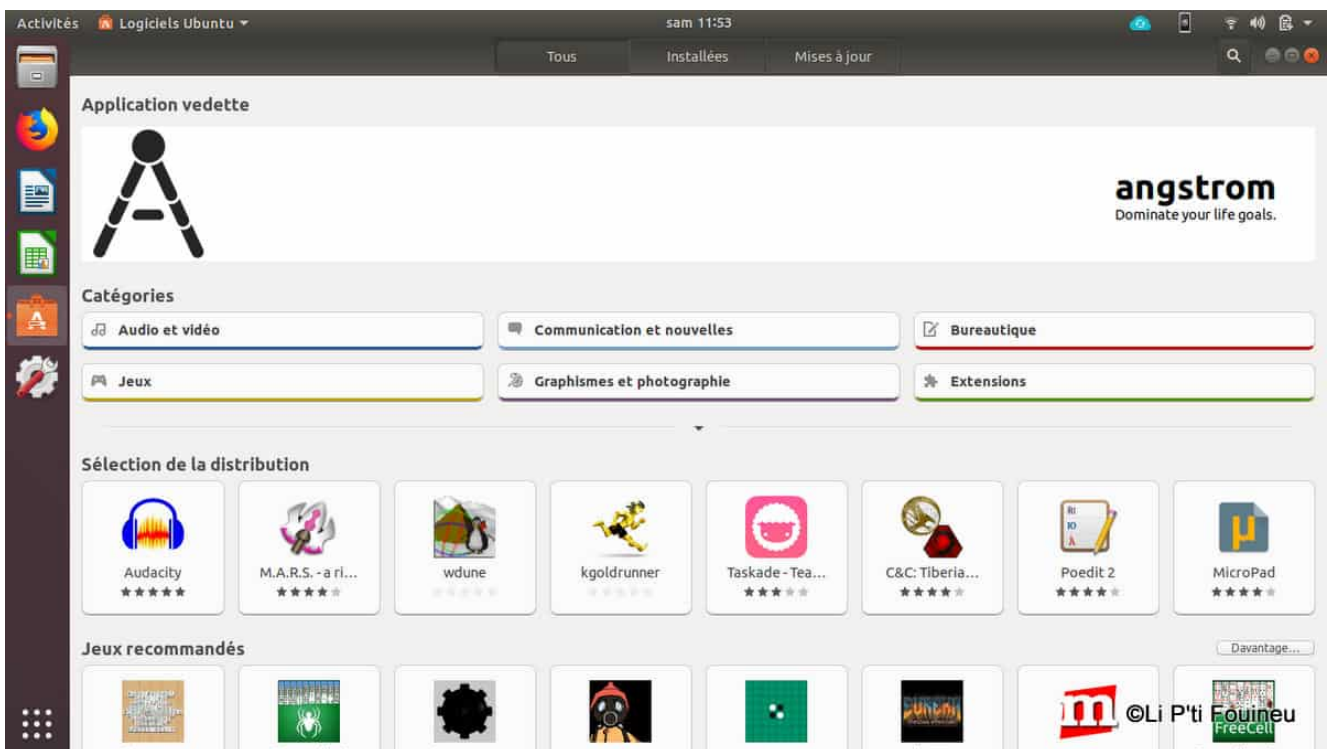 Activités Logiciels Ubuntu sam 11:53
Tous Installées Mises à jour
Application vedette
angstrom
Dominate your life goals.
Catégories
Audio et vidéo Communication et nouvelles Bureautique
Jeux Graphismes et photographie Extensions
Sélection de la distribution
Audacity M.A.R.S. - a ri... wdune kgoldrunner Taskade - Tea... C&C: Tiberia... Poedit 2 MicroPad
Jeux recommandés Davantage...
©Li P'ti Fouineu
FreeCell